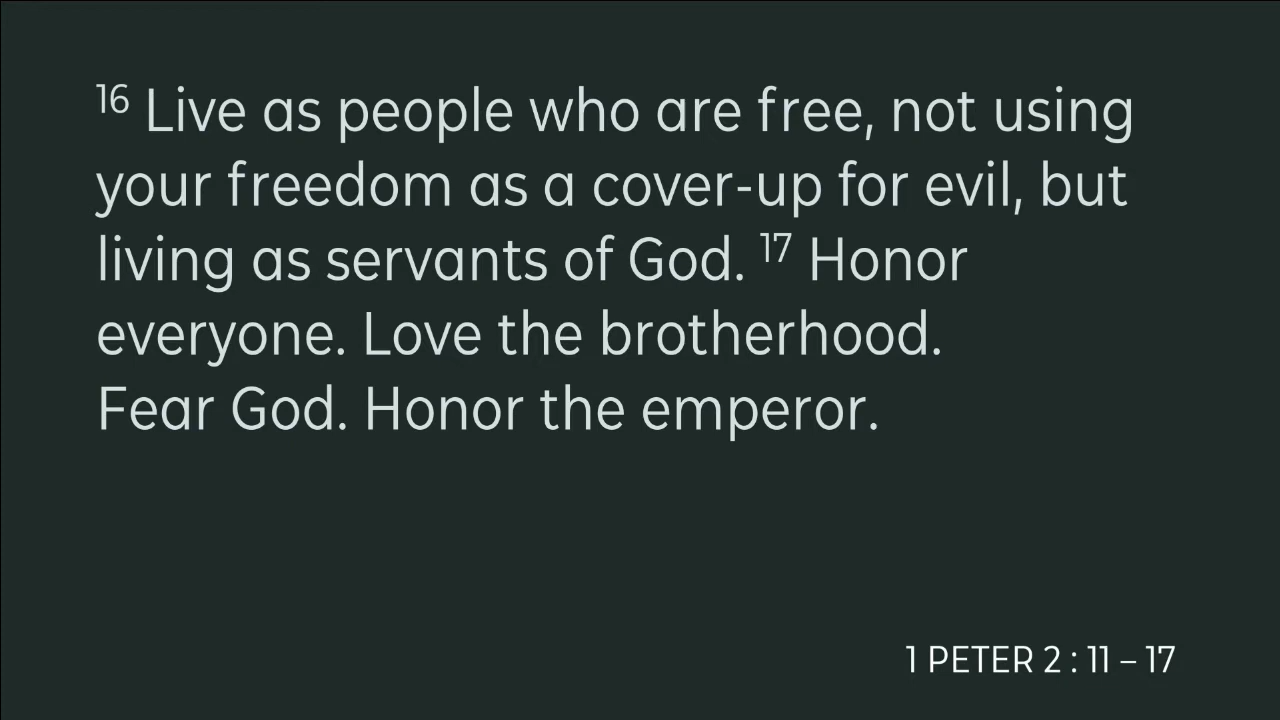 16 Live as people who are free, not using
your freedom as a cover-up for evil, but
living as servants of God. 17 Honor
everyone. Love the brotherhood.
Fear God. Honor the emperor.
1 PETER 2 : 11 – 17